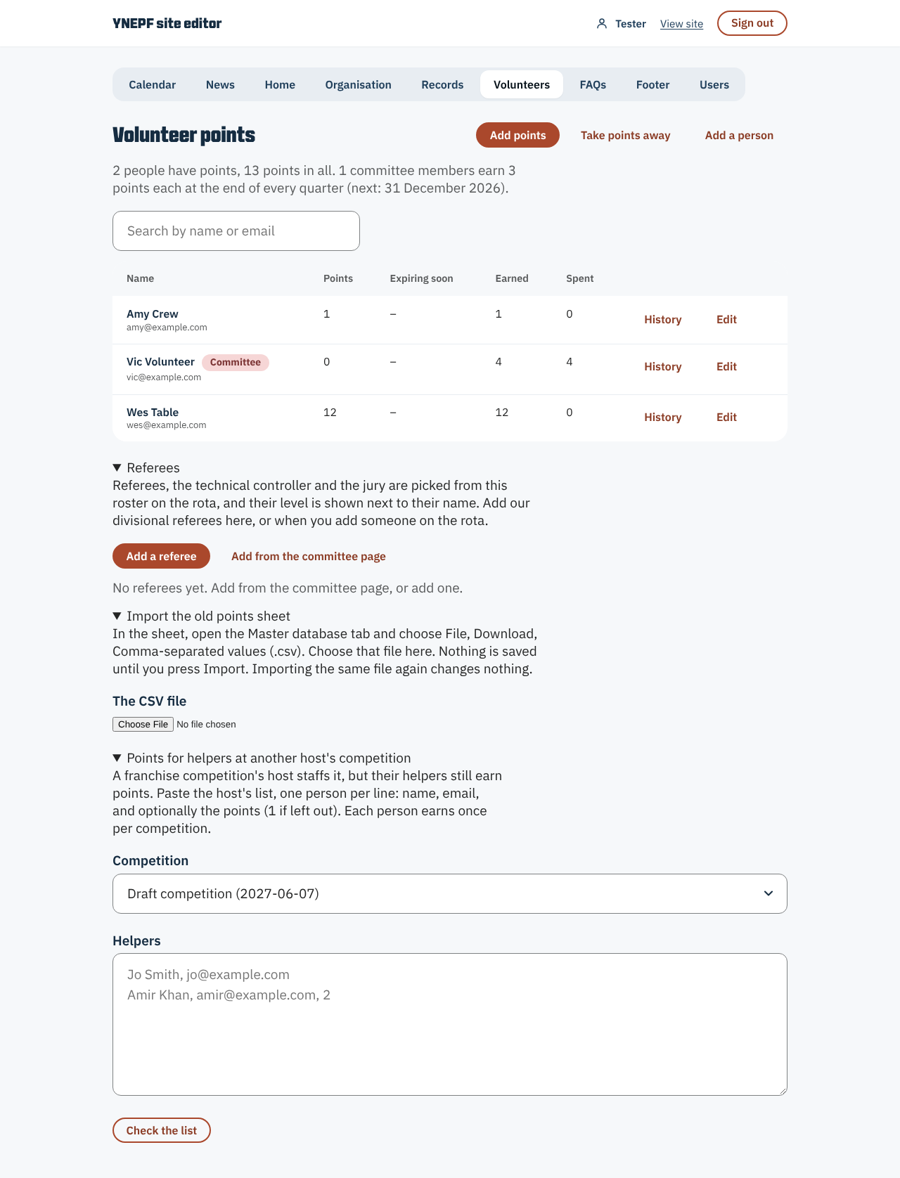 YNEPF site editor
Tester View site Sign out
Calendar News Home Organisation Records Volunteers FAQs Footer Users
Volunteer points
Add points Take points away Add a person
2 people have points, 13 points in all. 1 committee members earn 3
points each at the end of every quarter (next: 31 December 2026).
Search by name or email
Name Points Expiring soon Earned Spent
Amy Crew 1 – 1 0 History Edit
amy@example.com
Vic Volunteer Committee 0 – 4 4 History Edit
vic@example.com
Wes Table 12 – 12 0 History Edit
wes@example.com
Referees
Referees, the technical controller and the jury are picked from this
roster on the rota, and their level is shown next to their name. Add our
divisional referees here, or when you add someone on the rota.
Add a referee Add from the committee page
No referees yet. Add from the committee page, or add one.
Import the old points sheet
In the sheet, open the Master database tab and choose File, Download,
Comma-separated values (.csv). Choose that file here. Nothing is saved
until you press Import. Importing the same file again changes nothing.
The CSV file
Choose File No file chosen
Points for helpers at another host's competition
A franchise competition's host staffs it, but their helpers still earn
points. Paste the host's list, one person per line: name, email,
and optionally the points (1 if left out). Each person earns once
per competition.
Competition
Draft competition (2027-06-07)
Helpers
Jo Smith, jo@example.com
Amir Khan, amir@example.com, 2
Check the list